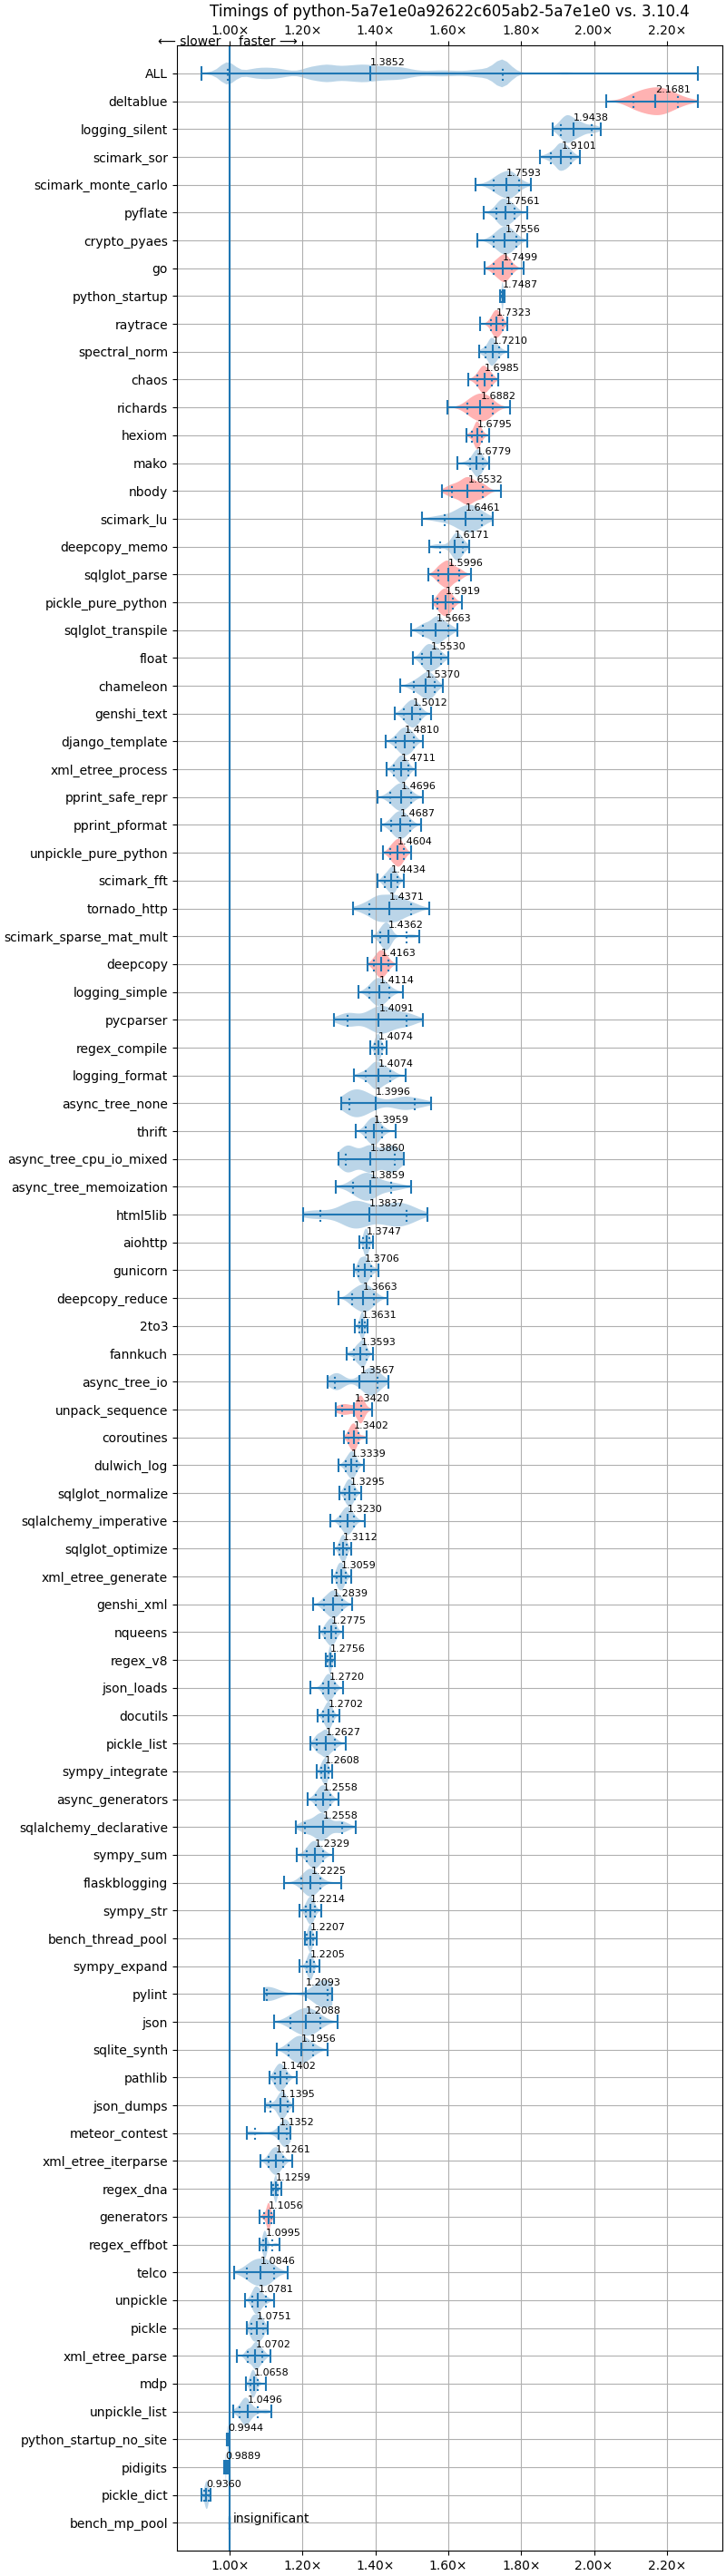 Timings of python-5a7e1e0a92622c605ab2-5a7e1e0 vs. 3.10.4
1.00× 1.20× 1.40× 1.60× 1.80× 2.00× 2.20×
⟵ slower faster ⟶
ALL 1.3852
deltablue 2.1681
logging_silent 1.9438
scimark_sor 1.9101
scimark_monte_carlo 1.7593
pyflate 1.7561
crypto_pyaes 1.7556
go 1.7499
python_startup 1.7487
raytrace 1.7323
spectral_norm 1.7210
chaos 1.6985
richards 1.6882
hexiom 1.6795
mako 1.6779
nbody 1.6532
scimark_lu 1.6461
deepcopy_memo 1.6171
sqlglot_parse 1.5996
pickle_pure_python 1.5919
sqlglot_transpile 1.5663
float 1.5530
chameleon 1.5370
genshi_text 1.5012
django_template 1.4810
xml_etree_process 1.4711
pprint_safe_repr 1.4696
pprint_pformat 1.4687
unpickle_pure_python 1.4604
scimark_fft 1.4434
tornado_http 1.4371
scimark_sparse_mat_mult 1.4362
deepcopy 1.4163
logging_simple 1.4114
pycparser 1.4091
regex_compile 1.4074
logging_format 1.4074
async_tree_none 1.3996
thrift 1.3959
async_tree_cpu_io_mixed 1.3860
async_tree_memoization 1.3859
html5lib 1.3837
aiohttp 1.3747
gunicorn 1.3706
deepcopy_reduce 1.3663
2to3 1.3631
fannkuch 1.3593
async_tree_io 1.3567
unpack_sequence 1.3420
coroutines 1.3402
dulwich_log 1.3339
sqlglot_normalize 1.3295
sqlalchemy_imperative 1.3230
sqlglot_optimize 1.3112
xml_etree_generate 1.3059
genshi_xml 1.2839
nqueens 1.2775
regex_v8 1.2756
json_loads 1.2720
docutils 1.2702
pickle_list 1.2627
sympy_integrate 1.2608
async_generators 1.2558
sqlalchemy_declarative 1.2558
sympy_sum 1.2329
flaskblogging 1.2225
sympy_str 1.2214
bench_thread_pool 1.2207
sympy_expand 1.2205
pylint 1.2093
json 1.2088
sqlite_synth 1.1956
pathlib 1.1402
json_dumps 1.1395
meteor_contest 1.1352
xml_etree_iterparse 1.1261
regex_dna 1.1259
generators 1.1056
regex_effbot 1.0995
telco 1.0846
unpickle 1.0781
pickle 1.0751
xml_etree_parse 1.0702
mdp 1.0658
unpickle_list 1.0496
python_startup_no_site 0.9944
pidigits 0.9889
pickle_dict 0.9360
bench_mp_pool insignificant
1.00× 1.20× 1.40× 1.60× 1.80× 2.00× 2.20×